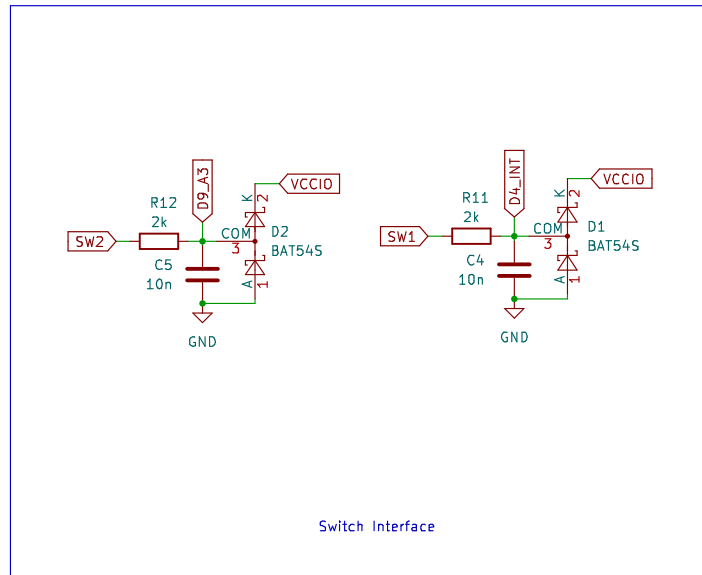 D9_A3
VCCIO
K
2
R12
2k
SW2
COM
3
D2
BAT54S
C5
10n
A
1
GND
D4_INT
VCCIO
K
2
R11
2k
SW1
COM
3
D1
BAT54S
C4
10n
A
1
GND
Switch Interface